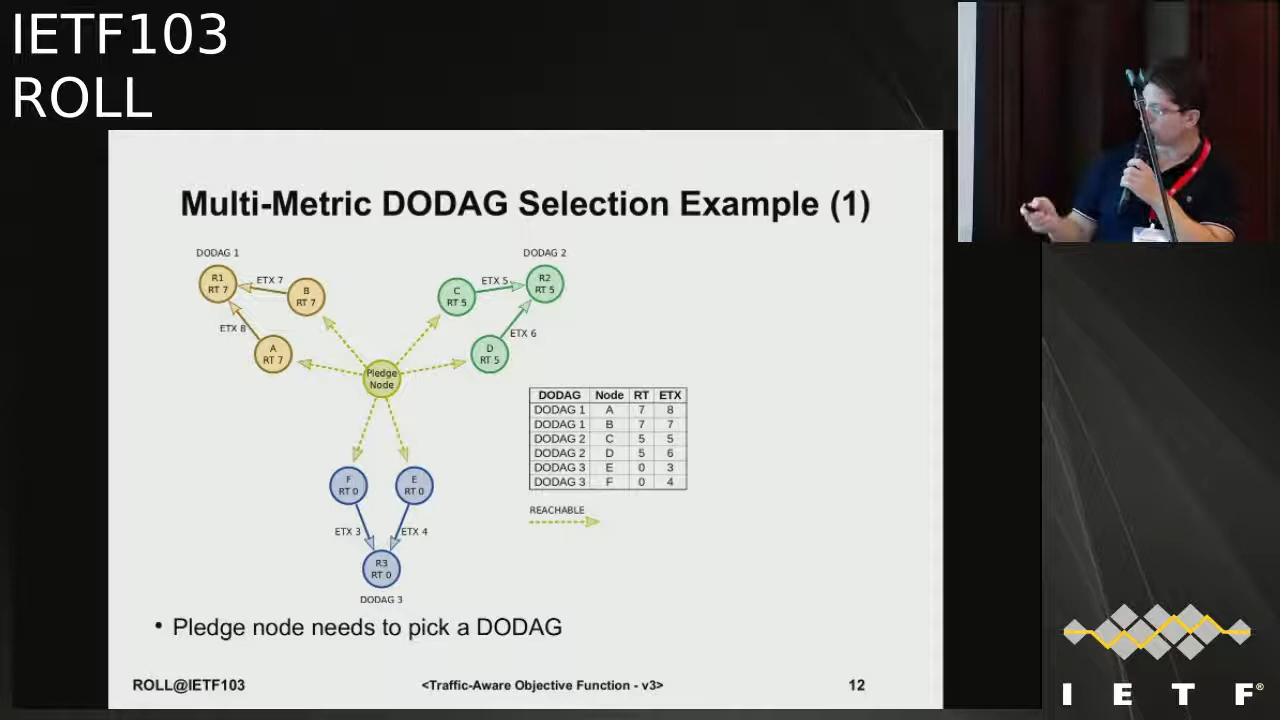 IETF103
ROLL
Multi-Metric DODAG Selection Example (1)
DODAG 1
DODAG 2
R1
RT 7
ETX 7
B
RT 7
C
RT 5
ETX 5
R2
RT 5
ETX 8
A
RT 7
ETX 6
D
RT 5
Pledge
Node
DODAG Node RT ETX
DODAG 1 A 7 8
DODAG 1 B 7 7
DODAG 2 C 5 5
DODAG 2 D 5 6
DODAG 3 E 0 3
DODAG 3 F 0 4
REACHABLE
F
RT 0
E
RT 0
ETX 3
ETX 4
R3
RT 0
DODAG 3
• Pledge node needs to pick a DODAG
ROLL@IETF103 <Traffic-Aware Objective Function - v3> 12
I E T F®